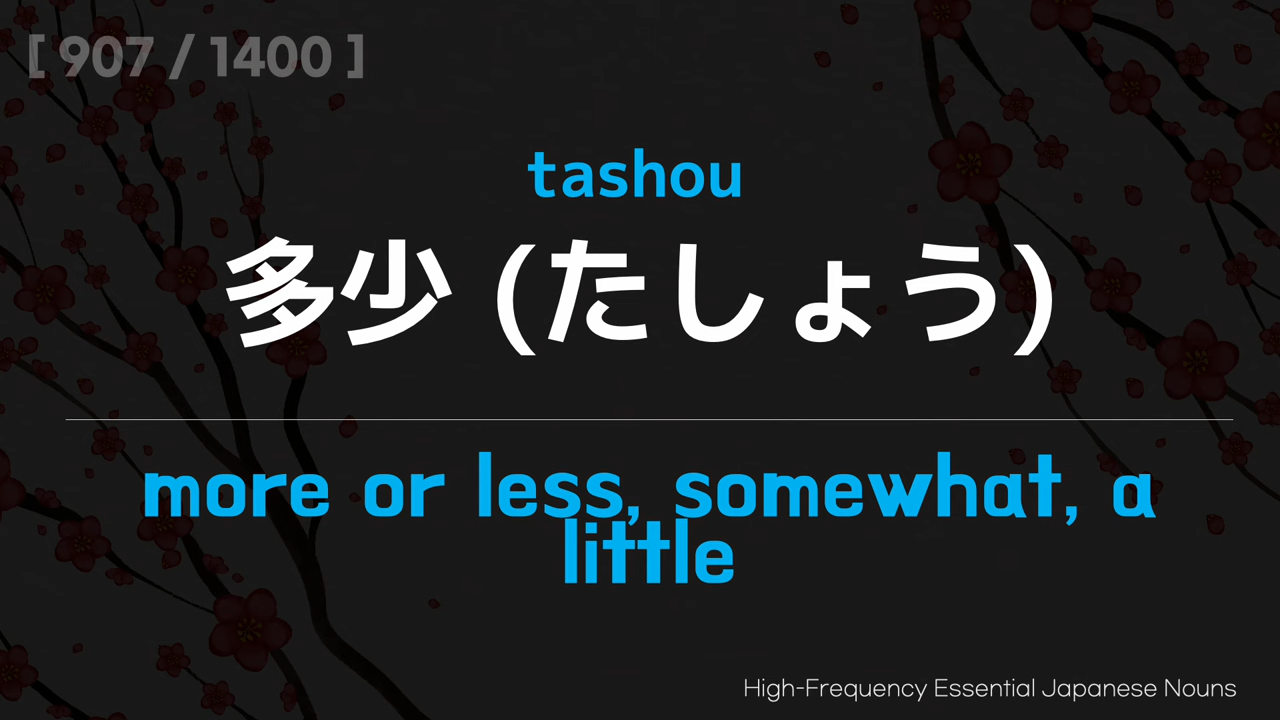 [ 907 / 1400 ]
tashou
多少 (たしょう)
more or less, somewhat, a
little
High-Frequency Essential Japanese Nouns